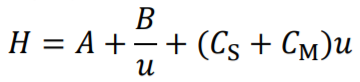 H = A + B/u + (C_S + C_M)u